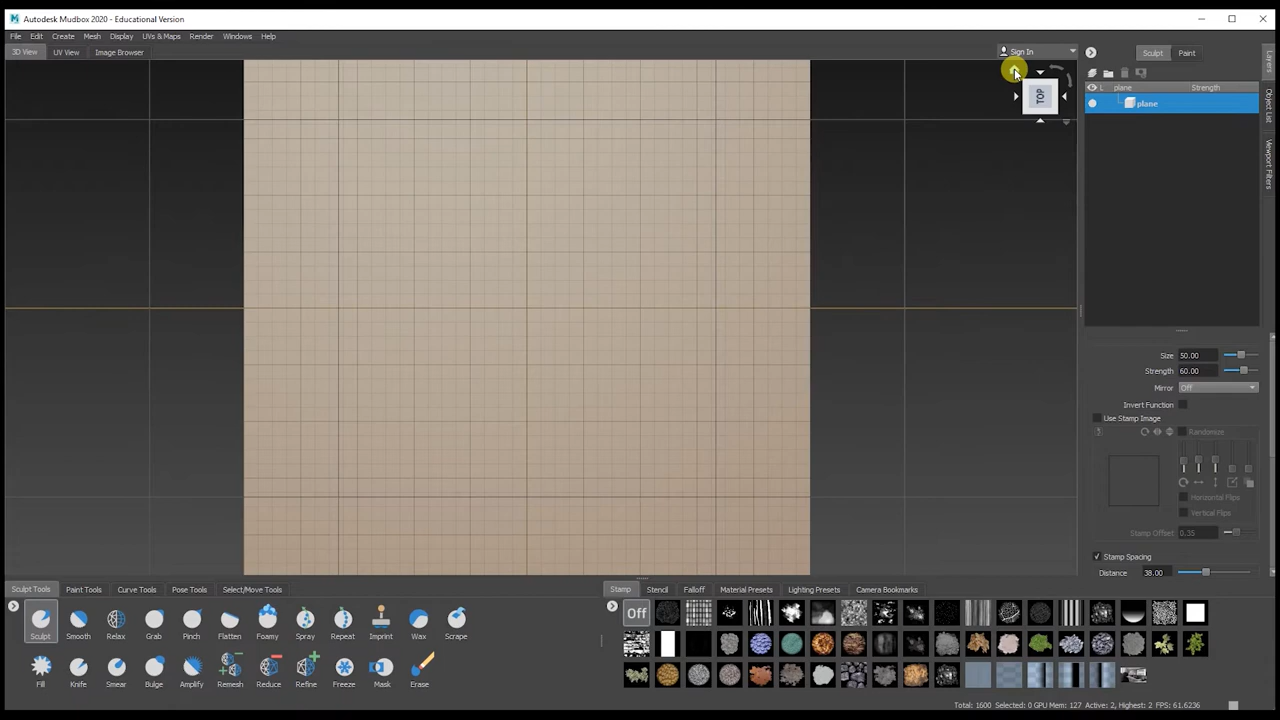 Autodesk Mudbox 2020 - Educational Version
File Edit Create Mesh Display UVs & Maps Render Windows Help
3D View UV View Image Browser
Sign In
TOP
Sculpt Paint
L plane Strength
plane
Layers
Object List
Viewport Filters
Size 50.00
Strength 60.00
Mirror Off
Invert Function
Use Stamp Image
Randomize
Horizontal Flips
Vertical Flips
Stamp Offset 0.35
Stamp Spacing
Distance 38.00
Sculpt Tools Paint Tools Curve Tools Pose Tools Select/Move Tools
Stamp Stencil Falloff Material Presets Lighting Presets Camera Bookmarks
Off
Sculpt Smooth Relax Grab Pinch Flatten Foamy Spray Repeat Imprint Wax Scrape
Fill Knife Smear Bulge Amplify Remesh Reduce Refine Freeze Mask Erase
Total: 1600 Selected: 0 GPU Mem: 127 Active: 2, Highest: 2 FPS: 61.6236